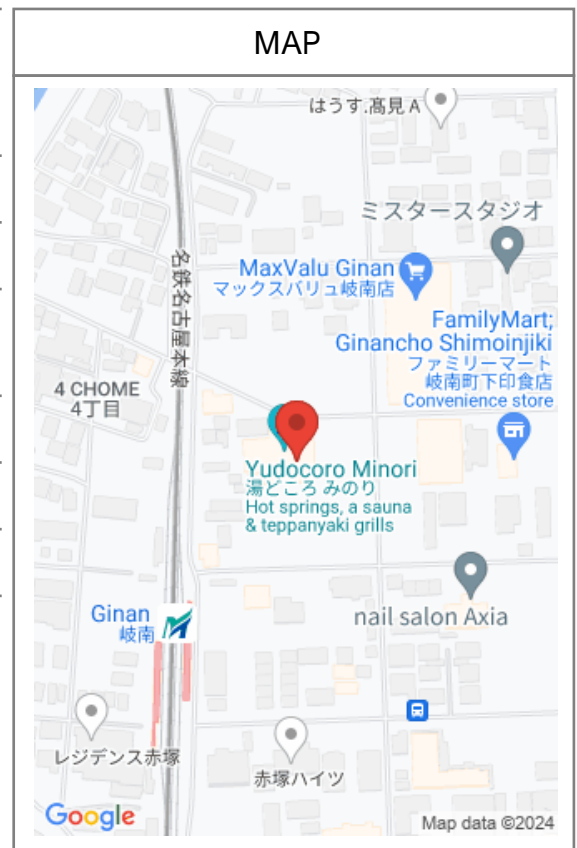 MAP
はうす.髙見 A
ミスタースタジオ
MaxValu Ginan
マックスバリュ岐南店
名鉄名古屋本線
FamilyMart;
Ginancho Shimoinjiki
ファミリーマート
岐南町下印食店
Convenience store
4 CHOME
4丁目
Yudocoro Minori
湯どころ みのり
Hot springs, a sauna
& teppanyaki grills
nail salon Axia
Ginan
岐南
レジデンス赤塚
赤塚ハイツ
Google
Map data ©2024